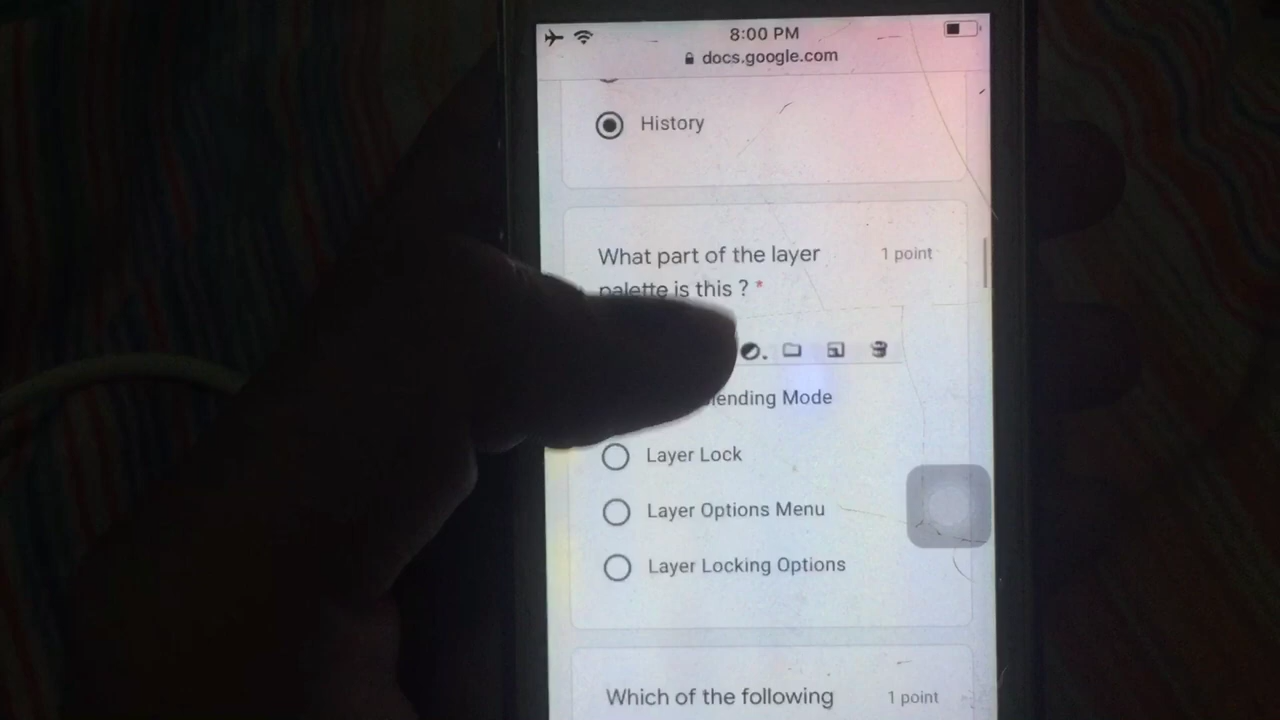 8:00 PM
docs.google.com
History
What part of the layer
1 point
palette is this ? *
Mode
Layer Lock
Layer Options Menu
Layer Locking Options
Which of the following
1 point